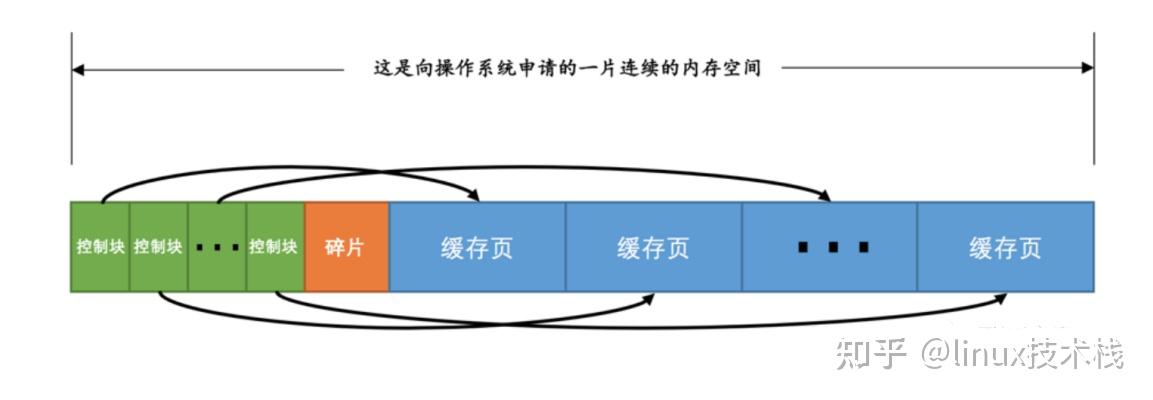 这是向操作系统申请的一片连续的内存空间
控制块 控制块 ... 控制块 碎片 缓存页 缓存页 ... 缓存页
知乎 @linux技术栈